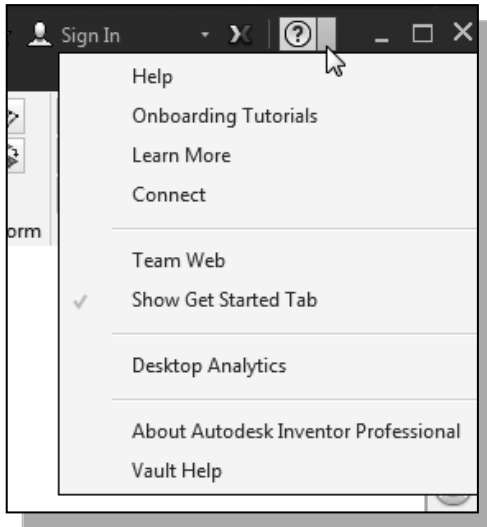 Sign In
Help
Onboarding Tutorials
Learn More
Connect
orm
Team Web
Show Get Started Tab
Desktop Analytics
About Autodesk Inventor Professional
Vault Help